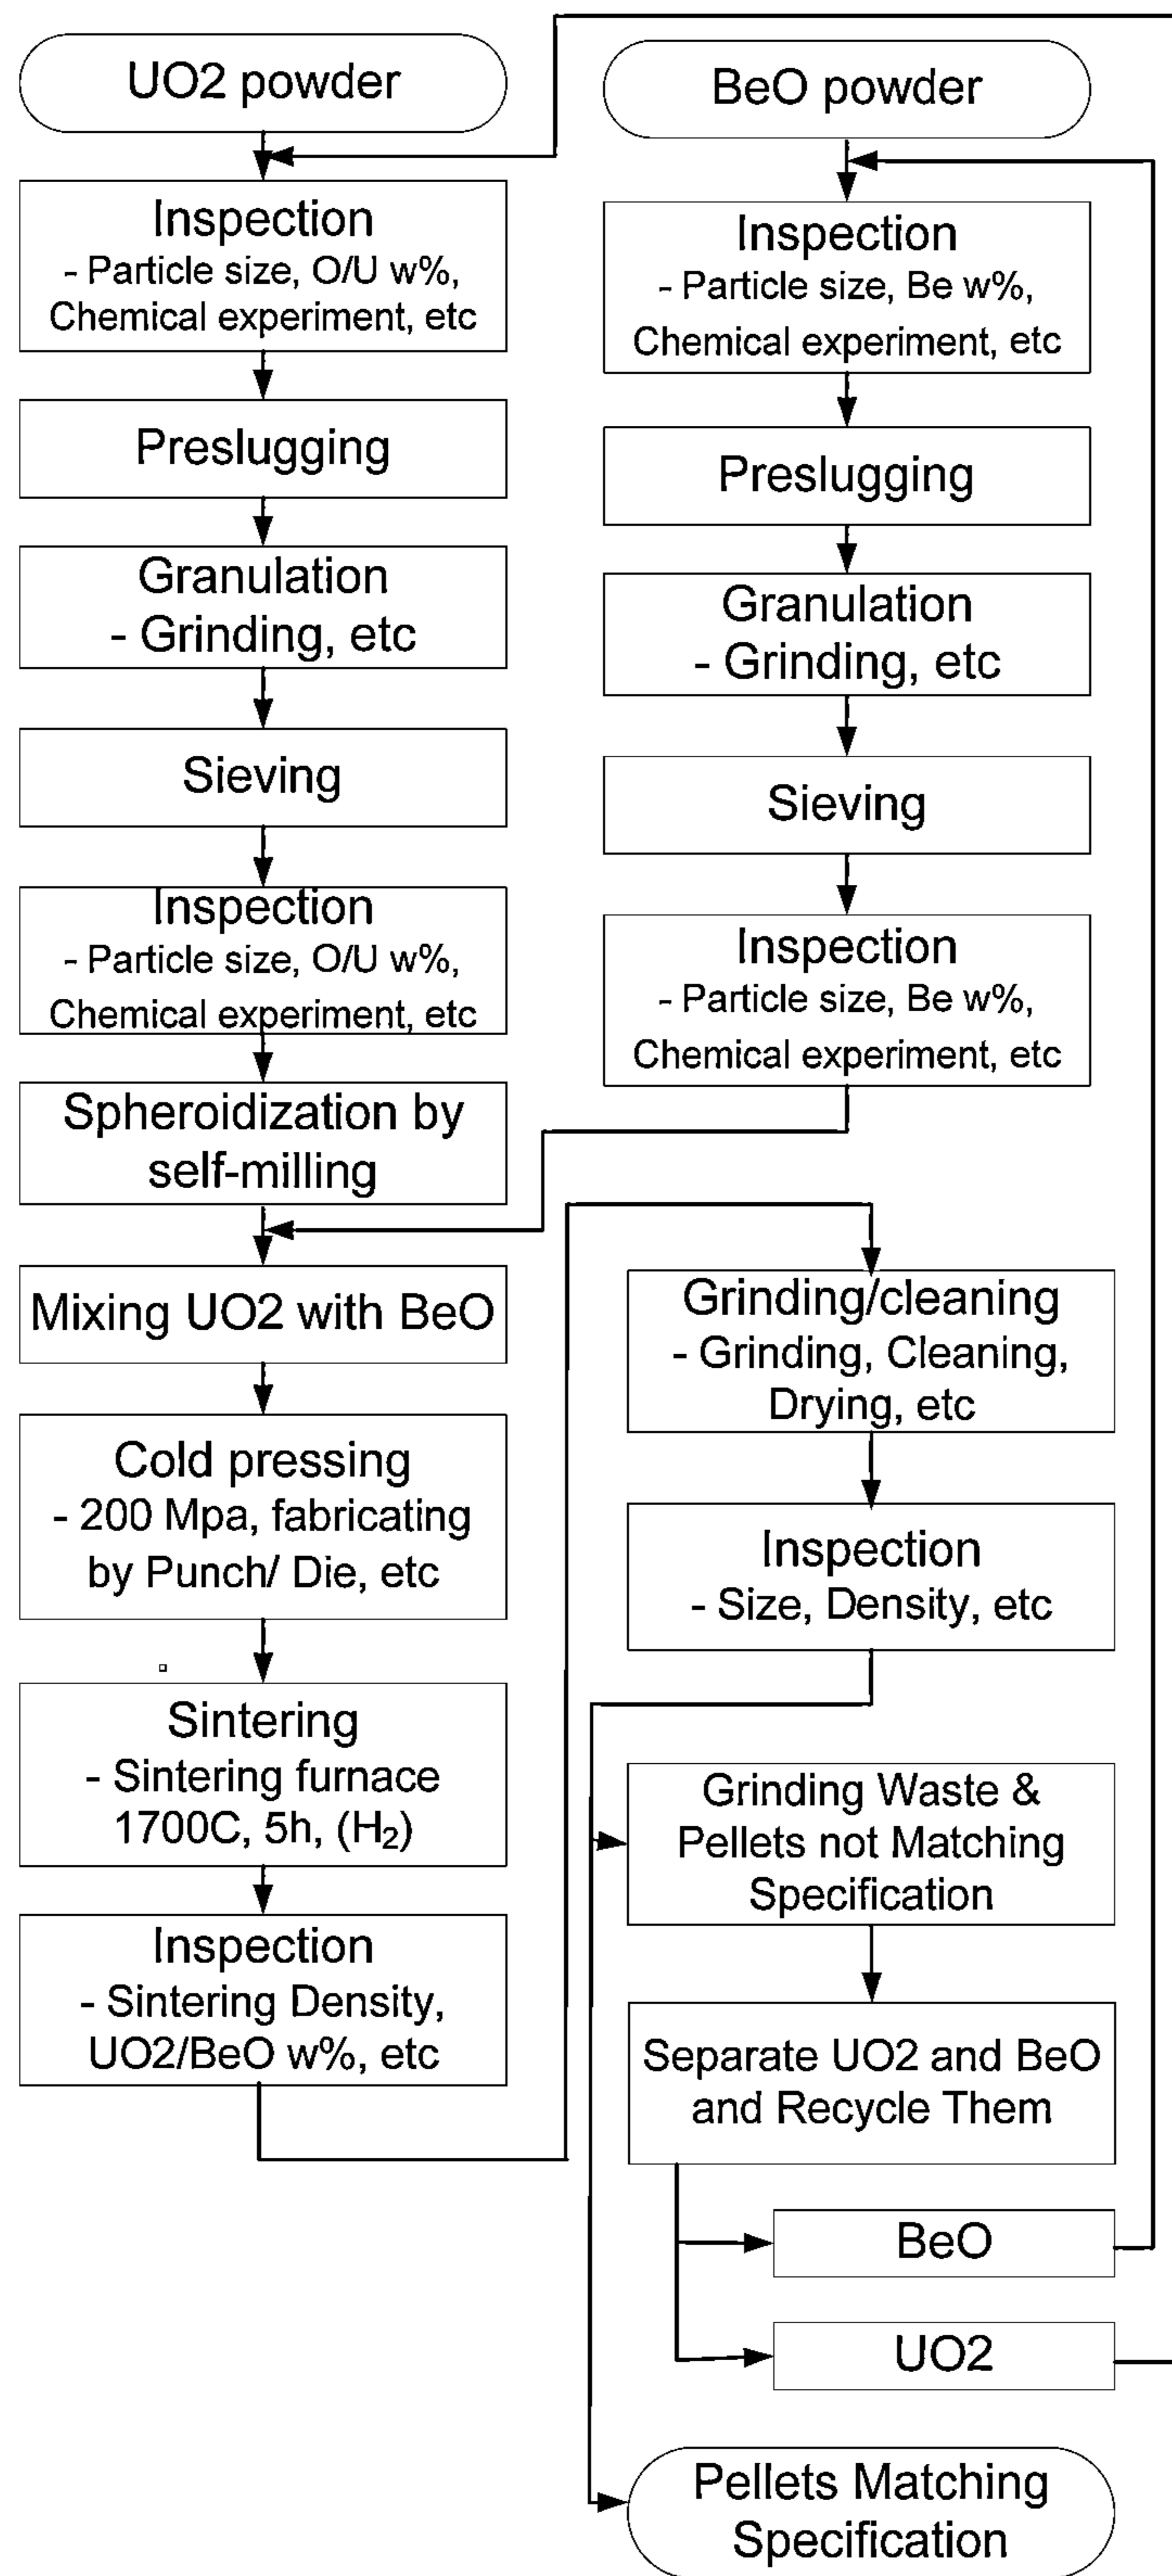 UO2 powder
Inspection
- Particle size, O/U w%,
Chemical experiment, etc
Preslugging
Granulation
- Grinding, etc
Sieving
Inspection
- Particle size, O/U w%,
Chemical experiment, etc
Spheroidization by
self-milling
Mixing UO2 with BeO
Cold pressing
- 200 Mpa, fabricating
by Punch/ Die, etc
Sintering
- Sintering furnace
1700C, 5h, (H₂)
Inspection
- Sintering Density,
UO2/BeO w%, etc
BeO powder
Inspection
- Particle size, Be w%,
Chemical experiment, etc
Preslugging
Granulation
- Grinding, etc
Sieving
Inspection
- Particle size, Be w%,
Chemical experiment, etc
Grinding/cleaning
- Grinding, Cleaning,
Drying, etc
Inspection
- Size, Density, etc
Grinding Waste &
Pellets not Matching
Specification
Separate UO2 and BeO
and Recycle Them
BeO
UO2
Pellets Matching
Specification